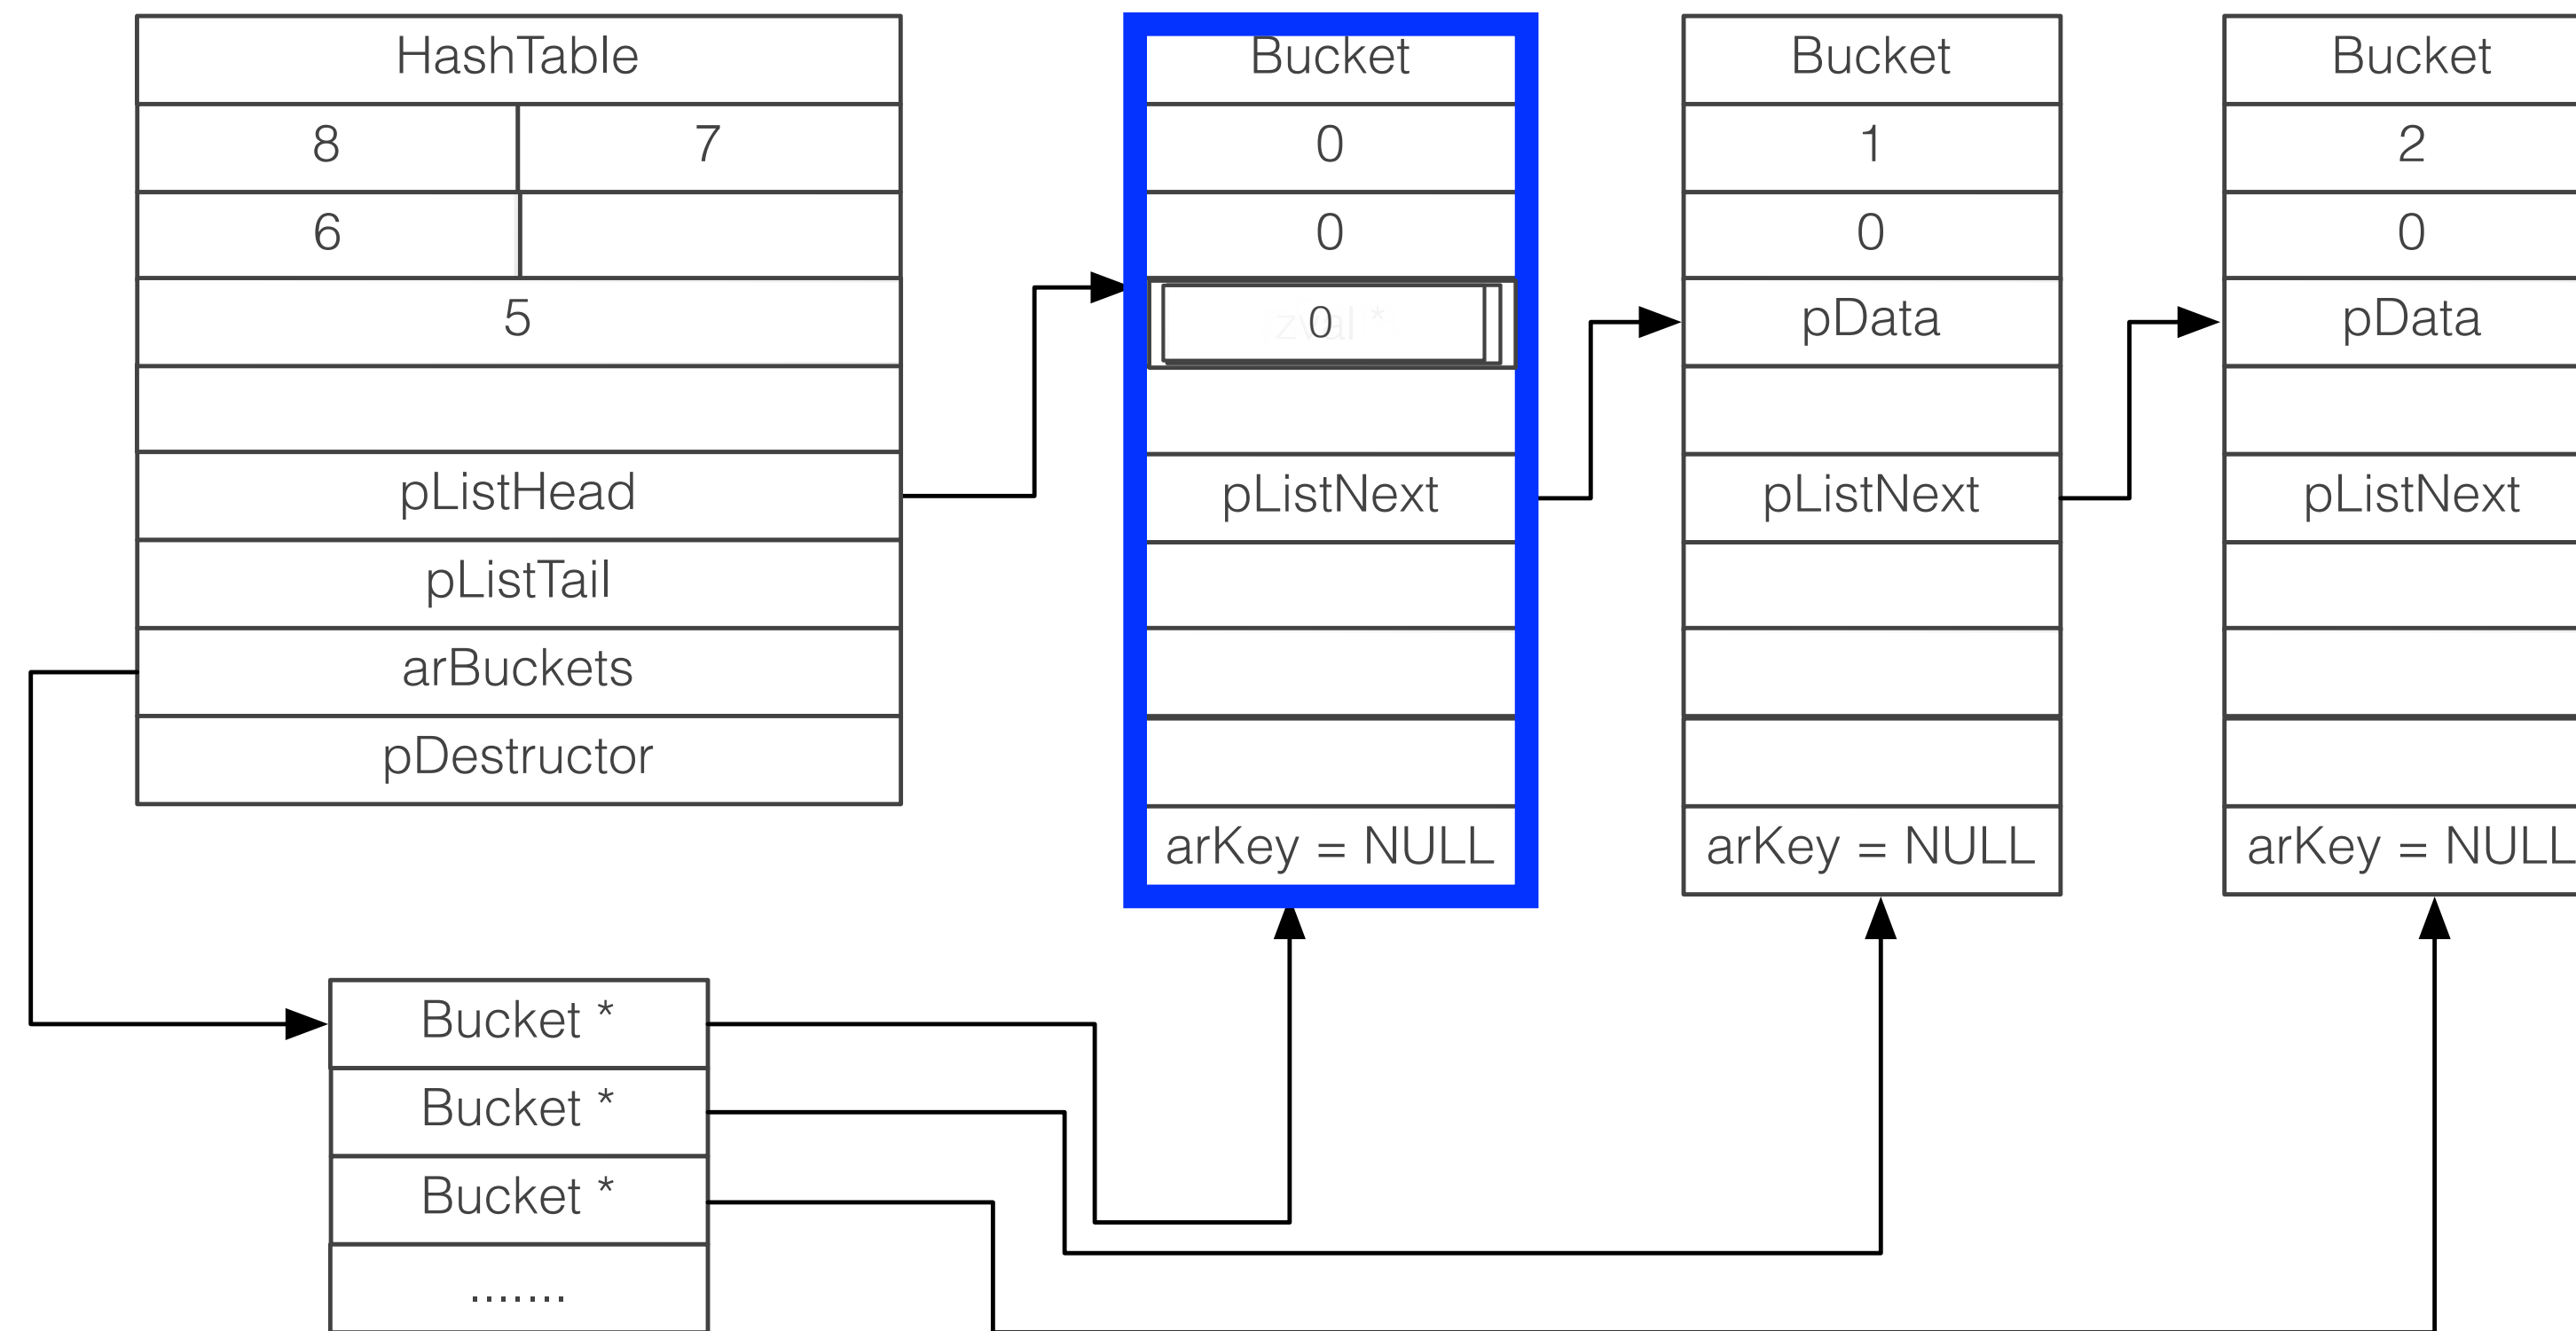 HashTable
8 7
6
5
pListHead
pListTail
arBuckets
pDestructor
Bucket
0
0
0
pListNext
arKey = NULL
Bucket
1
0
pData
pListNext
arKey = NULL
Bucket
2
0
pData
pListNext
arKey = NULL
Bucket *
Bucket *
Bucket *
.......